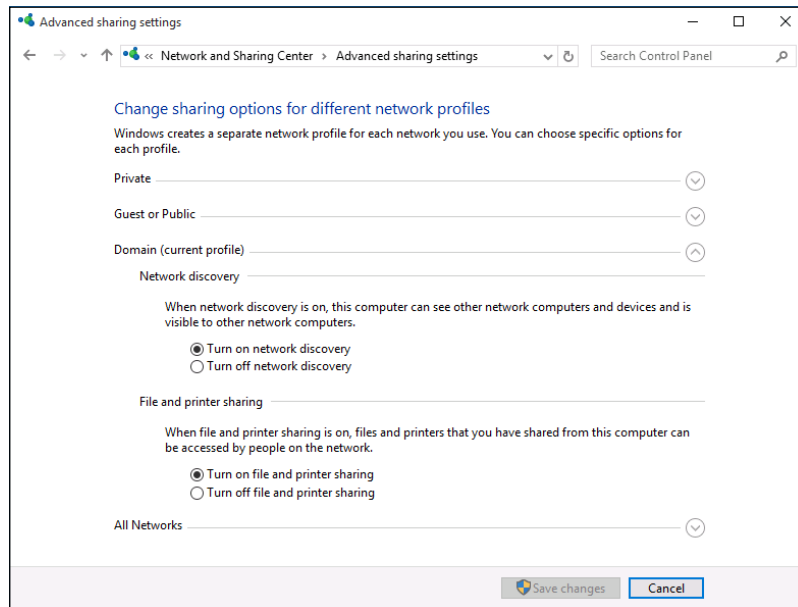 Advanced sharing settings
« Network and Sharing Center › Advanced sharing settings
Search Control Panel
Change sharing options for different network profiles
Windows creates a separate network profile for each network you use. You can choose specific options for
each profile.
Private
Guest or Public
Domain (current profile)
Network discovery
When network discovery is on, this computer can see other network computers and devices and is
visible to other network computers.
Turn on network discovery
Turn off network discovery
File and printer sharing
When file and printer sharing is on, files and printers that you have shared from this computer can
be accessed by people on the network.
Turn on file and printer sharing
Turn off file and printer sharing
All Networks
Save changes
Cancel